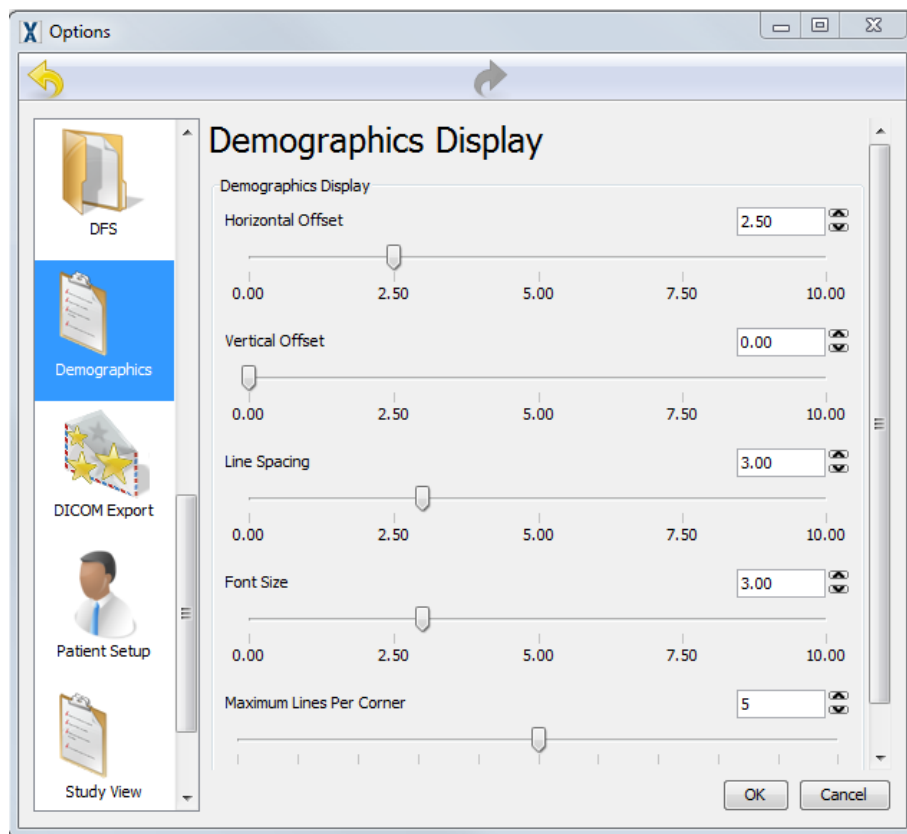 Options
DFS
Demographics
DICOM Export
Patient Setup
Study View
Demographics Display
Demographics Display
Horizontal Offset 2.50
0.00 2.50 5.00 7.50 10.00
Vertical Offset 0.00
0.00 2.50 5.00 7.50 10.00
Line Spacing 3.00
0.00 2.50 5.00 7.50 10.00
Font Size 3.00
0.00 2.50 5.00 7.50 10.00
Maximum Lines Per Corner 5
OK Cancel